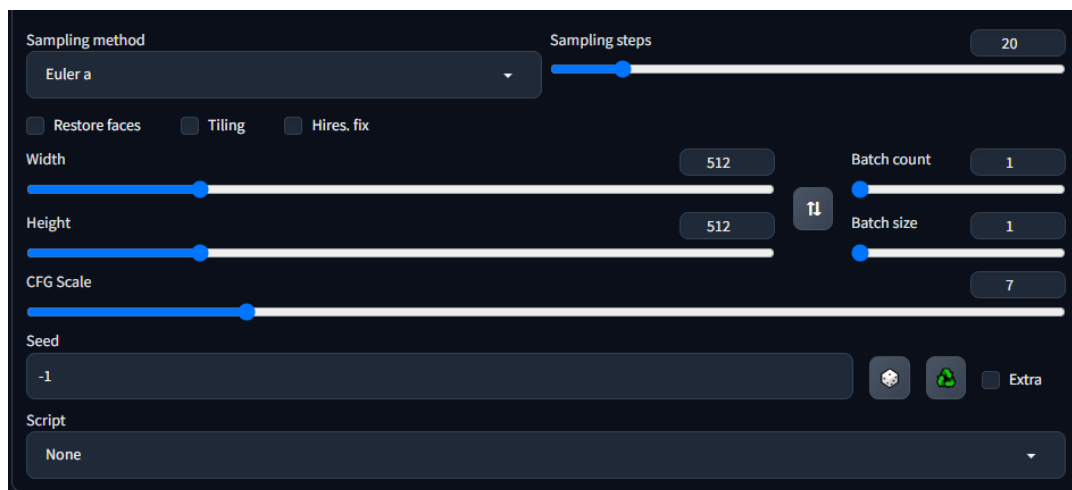 Sampling method
Sampling steps
20
Euler a
Restore faces
Tiling
Hires. fix
Width
512
Batch count
1
Height
512
Batch size
1
CFG Scale
7
Seed
-1
Extra
Script
None